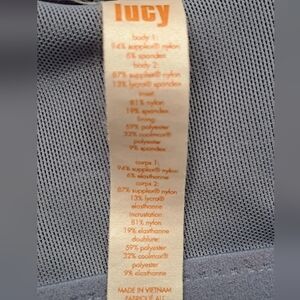 lucy
body 1:
94% supplex® nylon
6% spandex
body 2:
87% supplex® nylon
13% lycra® spandex
inset:
81% nylon
19% spandex
lining:
59% polyester
32% coolmax®
polyester
9% spandex
corps 1:
94% supplex® nylon
6% elasthanne
corps 2:
87% supplex® nylon
13% lycra®
elasthanne
incrustation:
81% nylon
19% elasthanne
doublure:
59% polyester
32% coolmax®
polyester
9% elasthanne
MADE IN VIETNAM
FABRIQUÉ AU